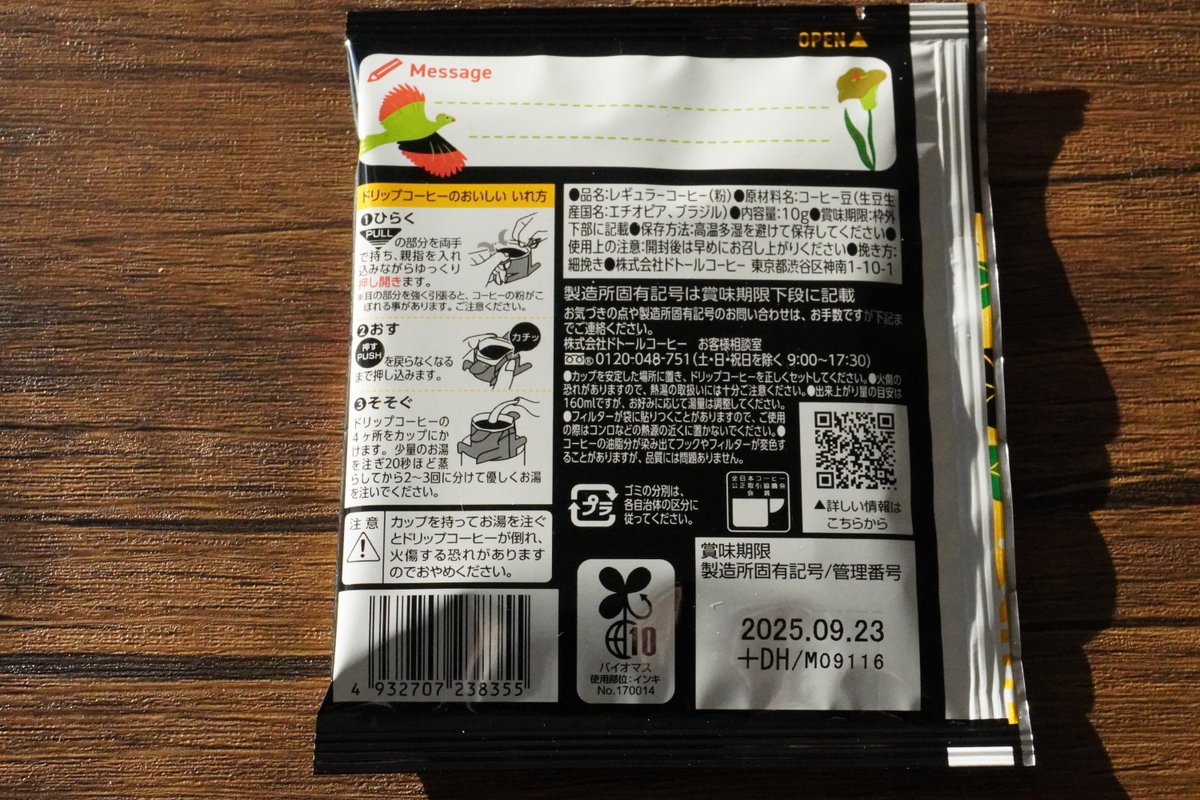 OPEN▲
Message
ドリップコーヒーのおいしい いれ方
❶ひらく
PULL
の部分を両手
で持ち、親指を入れ
込みながらゆっくり
押し開きます。
※耳の部分を強く引張ると、コーヒーの粉がこ
ぼれる事があります。ご注意ください。
❷おす
押す
PUSH
を戻らなくなる
まで押し込みます。
カチッ
❸そそぐ
ドリップコーヒーの
4ヶ所をカップにか
けます。少量のお湯
を注ぎ20秒ほど蒸
らしてから2〜3回に分けて優しくお湯
を注いでください。
注意
カップを持ってお湯を注ぐ
とドリップコーヒーが倒れ、
火傷する恐れがあります
のでおやめください。
4 932707 238355
●品名:レギュラーコーヒー(粉)●原材料名:コーヒー豆(生豆生
産国名:エチオピア、ブラジル)●内容量:10g●賞味期限:枠外
下部に記載●保存方法:高温多湿を避けて保存してください●
使用上の注意:開封後は早めにお召し上がりください●挽き方:
細挽き●株式会社ドトールコーヒー 東京都渋谷区神南1-10-1
製造所固有記号は賞味期限下段に記載
お気づきの点や製造所固有記号のお問い合わせは、お手数ですが下記ま
でご連絡ください。
株式会社ドトールコーヒー お客様相談室
0120-048-751(土・日・祝日を除く 9:00〜17:30)
●カップを安定した場所に置き、ドリップコーヒーを正しくセットしてください。●火傷の
恐れがありますので、熱湯の取扱いには十分ご注意ください。●出来上がり量の目安は
160mlですが、お好みに応じて湯量は調整してください。
●フィルターが袋に貼りつくことがありますので、ご使用
の際はコンロなどの熱源の近くに置かないでください。●
コーヒーの油脂分が染み出てフックやフィルターが変色す
ることがありますが、品質には問題ありません。
プラ
ゴミの分別は、
各自治体の区分に
従ってください。
全日本コーヒー
公正取引協議会
会員
▲詳しい情報は
こちらから
10
バイオマス
使用部位:インキ
No.170014
賞味期限
製造所固有記号/管理番号
2025.09.23
+DH/M09116